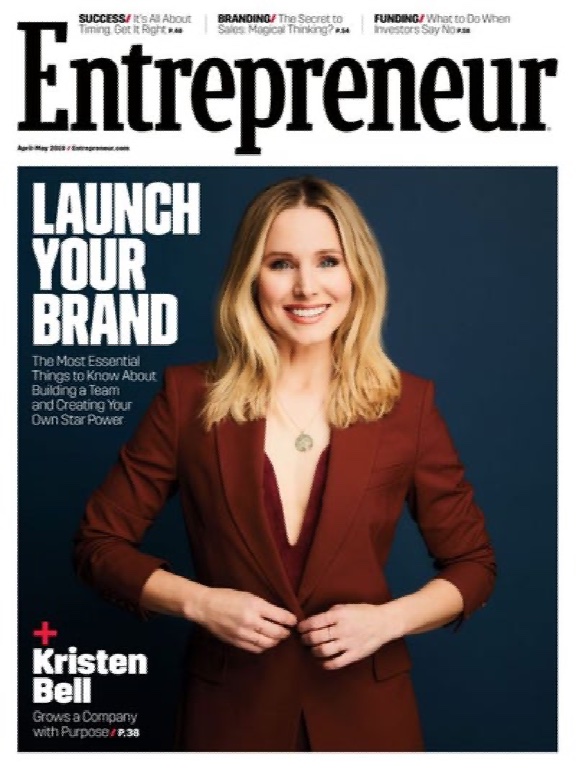 SUCCESS/ It's All About
Timing. Get It Right P.46
BRANDING/ The Secret to
Sales: Magical Thinking? P.54
FUNDING/ What to Do When
Investors Say No P.58
Entrepreneur
April-May 2019 / Entrepreneur.com
LAUNCH
YOUR
BRAND
The Most Essential
Things to Know About
Building a Team
and Creating Your
Own Star Power
+
Kristen
Bell
Grows a Company
with Purpose / P.38